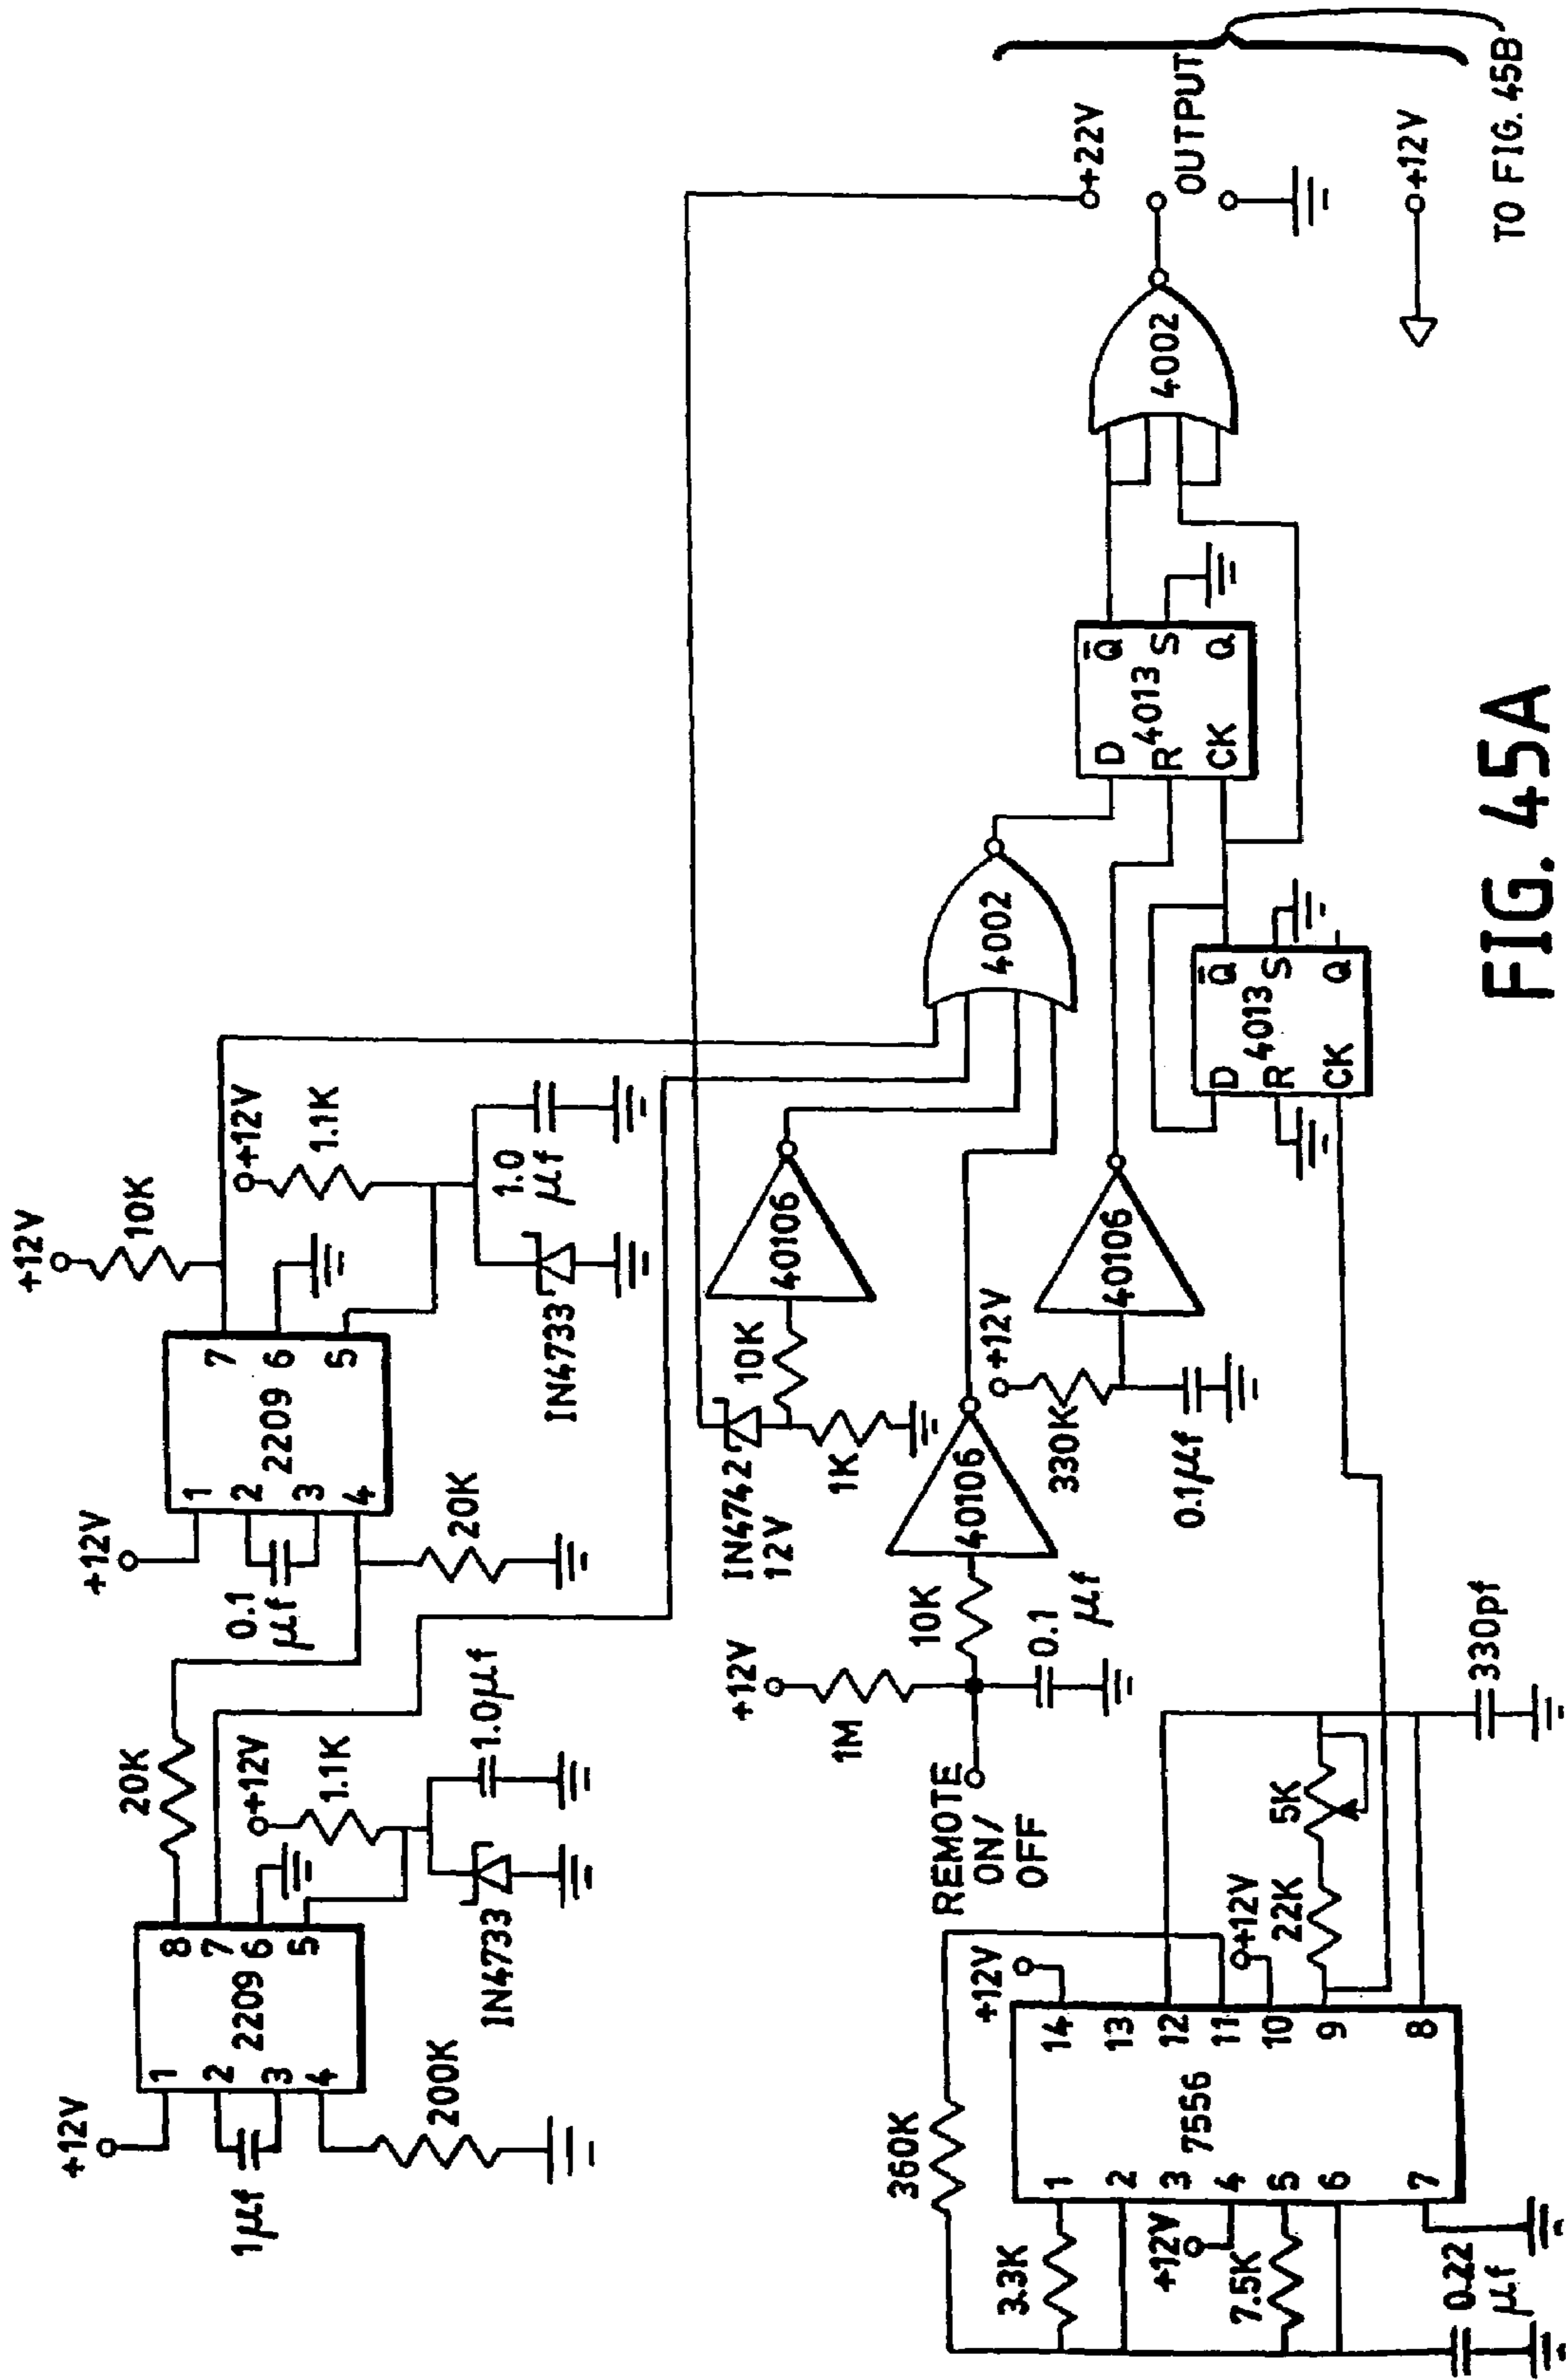 +12V
1
2
3
4
2209
8
7
6
5
1 µf
200K
20K
+12V
1.1K
1.0µf
IN4733
+12V
1
2
3
4
2209
7
6
5
0.1
µf
20K
+12V
10K
+12V
1.1K
1.0
µf
IN4733
IN4742
12V
10K
1K
40106
+12V
1M
REMOTE
ON/
OFF
10K
0.1
µf
40106
+12V
330K
0.1µf
40106
4002
360K
3.3K
+12V
7.5K
0.22
µf
1
2
3
4
5
6
7
7556
14
13
12
11
10
9
8
+12V
+12V
22K
5K
330pf
D
R
CK
4013
Q̅
S
Q
D
R
CK
4013
Q̅
S
Q
4002
+22V
OUTPUT
+12V
TO FIG. 45B
FIG. 45A